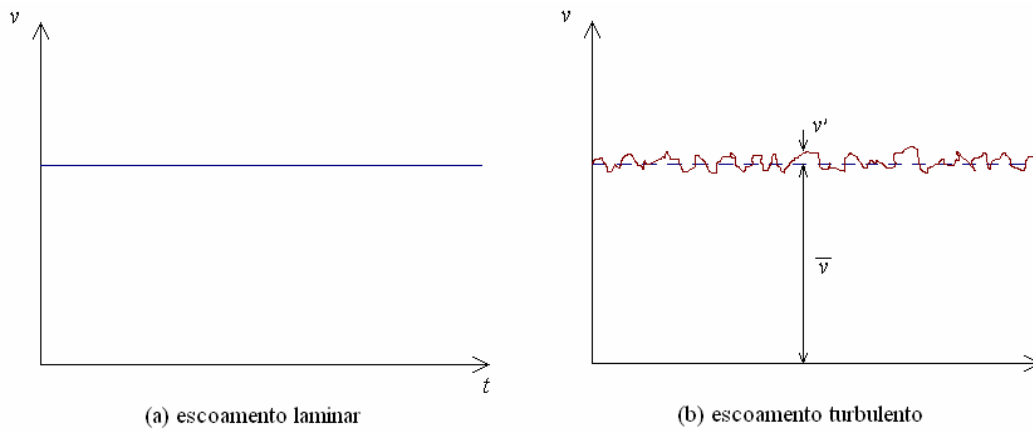 v
t
(a) escoamento laminar
v
v'
v̅
(b) escoamento turbulento